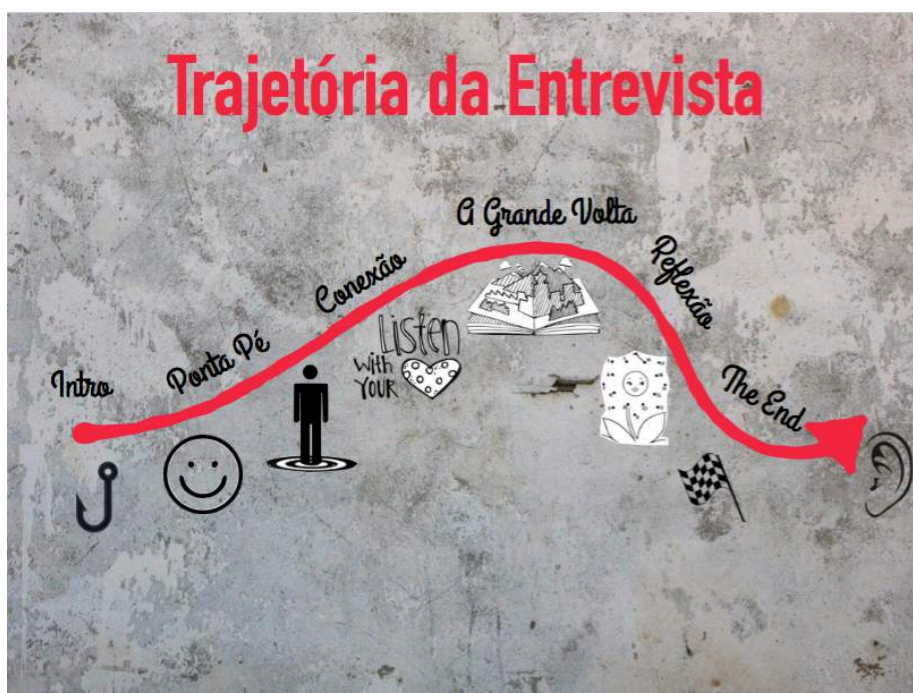 Trajetória da Entrevista
A Grande Volta
Conexão
Reflexão
Ponta Pé
Intro
Listen
With
YOUR
The End